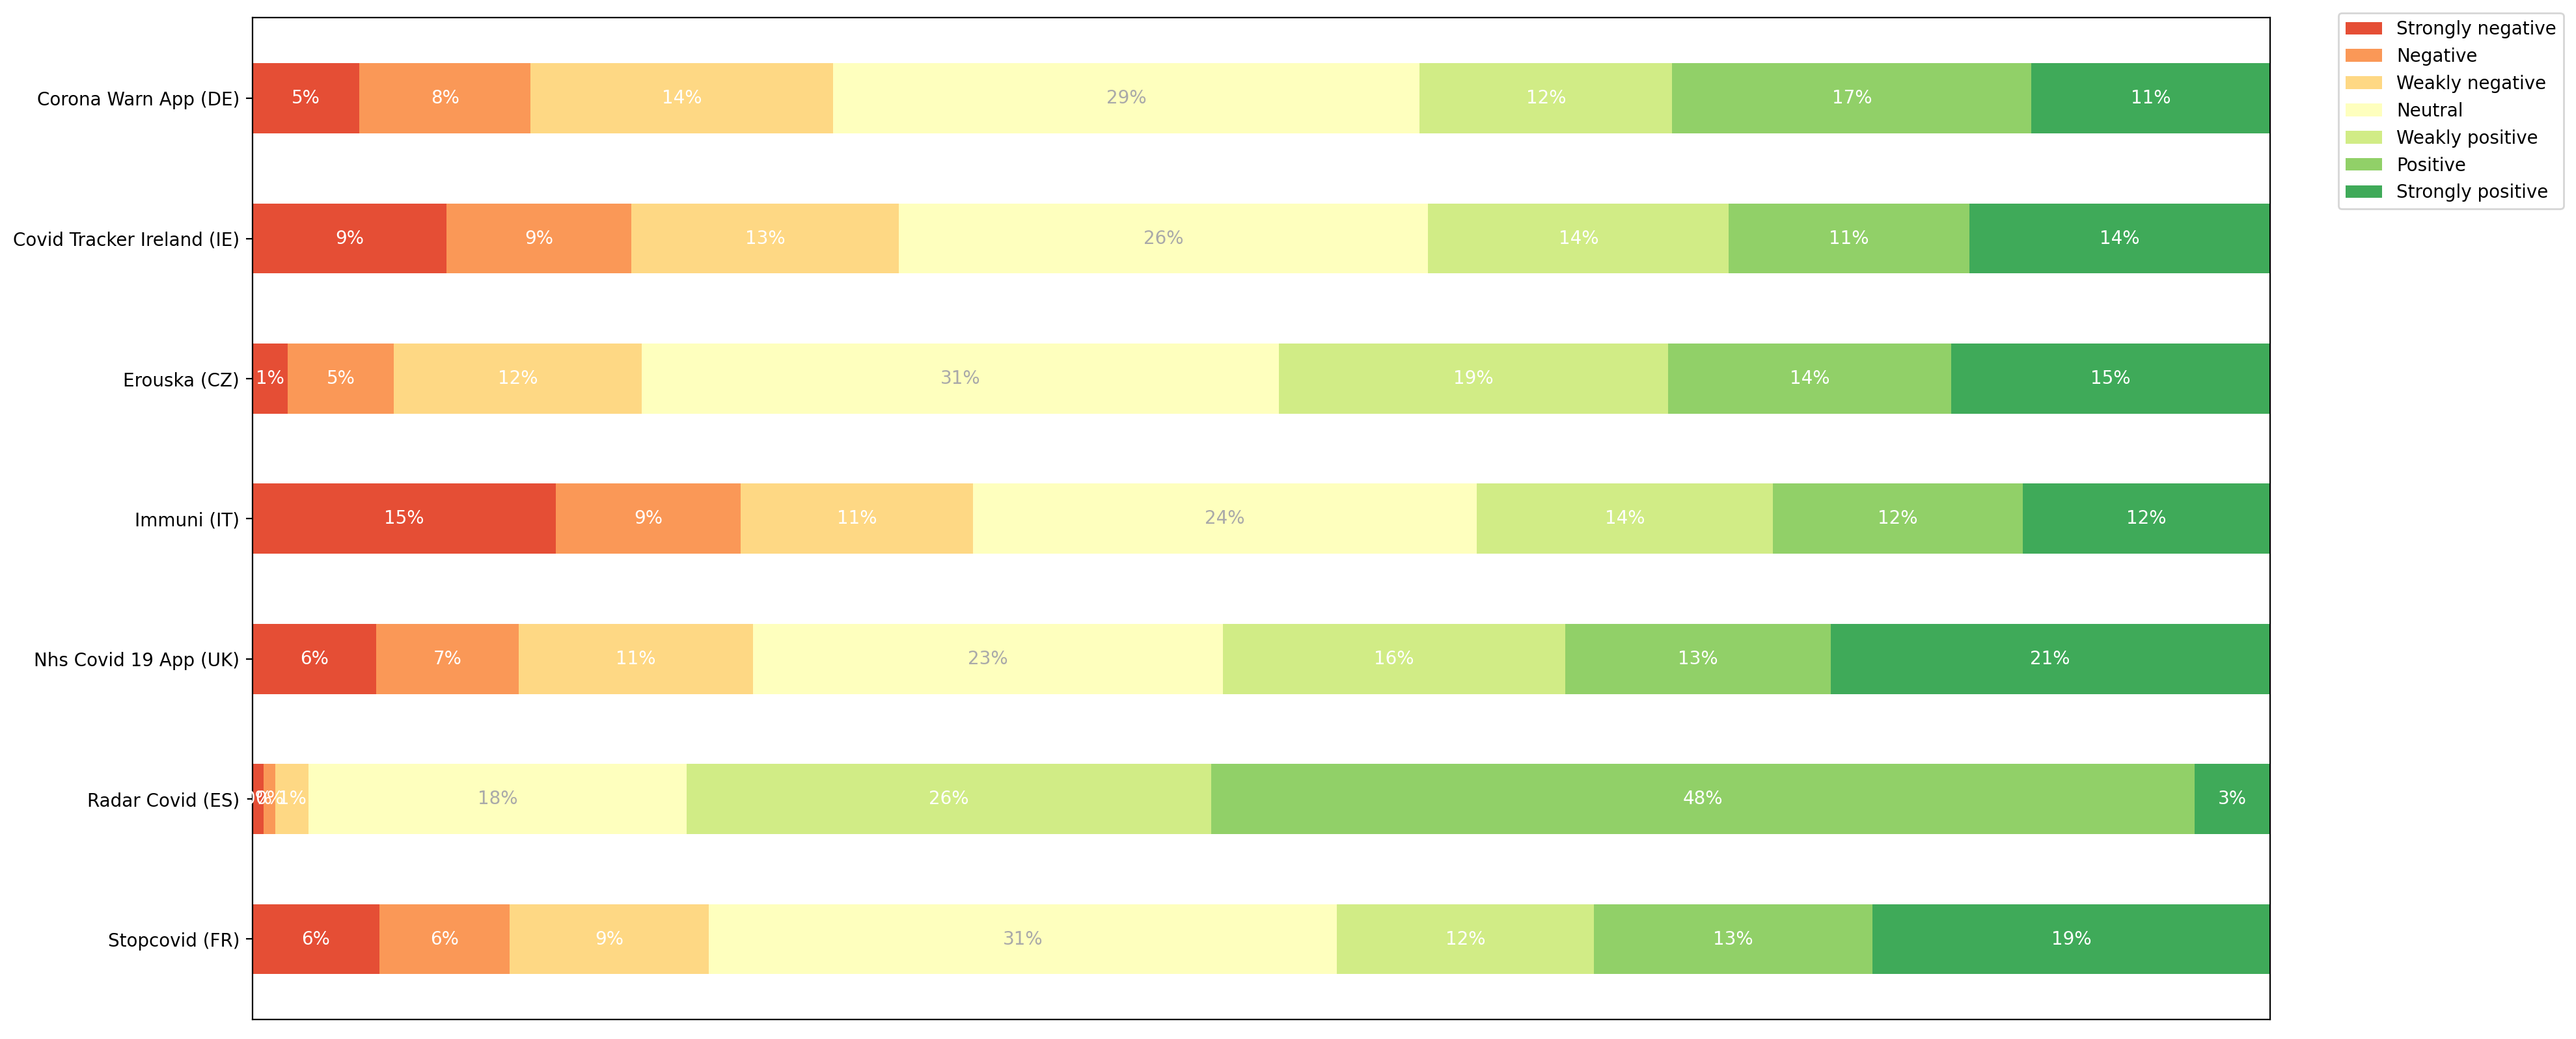 Strongly negative
Negative
Weakly negative
Neutral
Weakly positive
Positive
Strongly positive
Corona Warn App (DE) 5% 8% 14% 29% 12% 17% 11%
Covid Tracker Ireland (IE) 9% 9% 13% 26% 14% 11% 14%
Erouska (CZ) 1% 5% 12% 31% 19% 14% 15%
Immuni (IT) 15% 9% 11% 24% 14% 12% 12%
Nhs Covid 19 App (UK) 6% 7% 11% 23% 16% 13% 21%
Radar Covid (ES) 0% 0% 1% 18% 26% 48% 3%
Stopcovid (FR) 6% 6% 9% 31% 12% 13% 19%